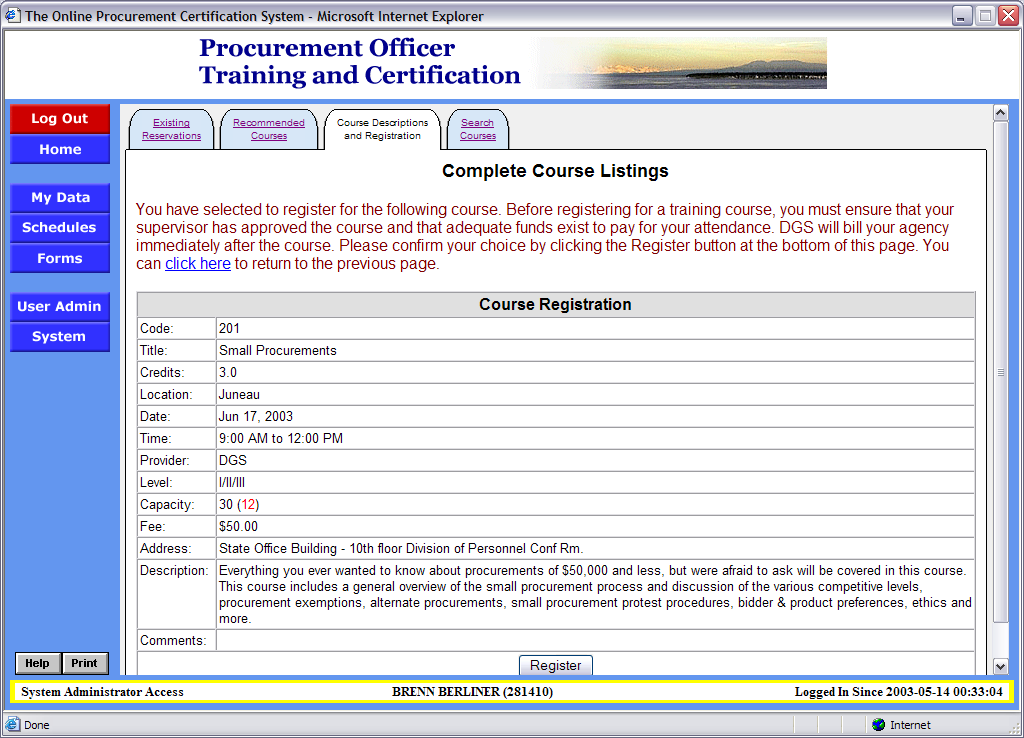 The Online Procurement Certification System - Microsoft Internet Explorer
Procurement Officer
Training and Certification
Log Out
Home
My Data
Schedules
Forms
User Admin
System
Help
Print
Existing
Reservations
Recommended
Courses
Course Descriptions
and Registration
Search
Courses
Complete Course Listings
You have selected to register for the following course. Before registering for a training course, you must ensure that your
supervisor has approved the course and that adequate funds exist to pay for your attendance. DGS will bill your agency
immediately after the course. Please confirm your choice by clicking the Register button at the bottom of this page. You
can click here to return to the previous page.
Course Registration
Code: 201
Title: Small Procurements
Credits: 3.0
Location: Juneau
Date: Jun 17, 2003
Time: 9:00 AM to 12:00 PM
Provider: DGS
Level: I/II/III
Capacity: 30 (12)
Fee: $50.00
Address: State Office Building - 10th floor Division of Personnel Conf Rm.
Description: Everything you ever wanted to know about procurements of $50,000 and less, but were afraid to ask will be covered in this course.
This course includes a general overview of the small procurement process and discussion of the various competitive levels,
procurement exemptions, alternate procurements, small procurement protest procedures, bidder & product preferences, ethics and
more.
Comments:
Register
System Administrator Access
BRENN BERLINER (281410)
Logged In Since 2003-05-14 00:33:04
Done
Internet